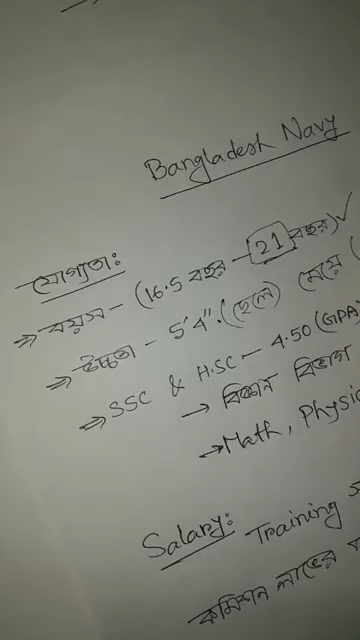 Bangladesh Navy
যোগ্যতাঃ
⇒ বয়স - (16.5 বছর - 21 বছর) ✓
⇒ উচ্চতা - 5'4". (ছেলে) মেয়ে (
⇒ SSC & H.SC - 4.50 (GPA
→ বিজ্ঞান বিভাগ
→ Math, Physic
Salary: Training
কমিশন লাভের